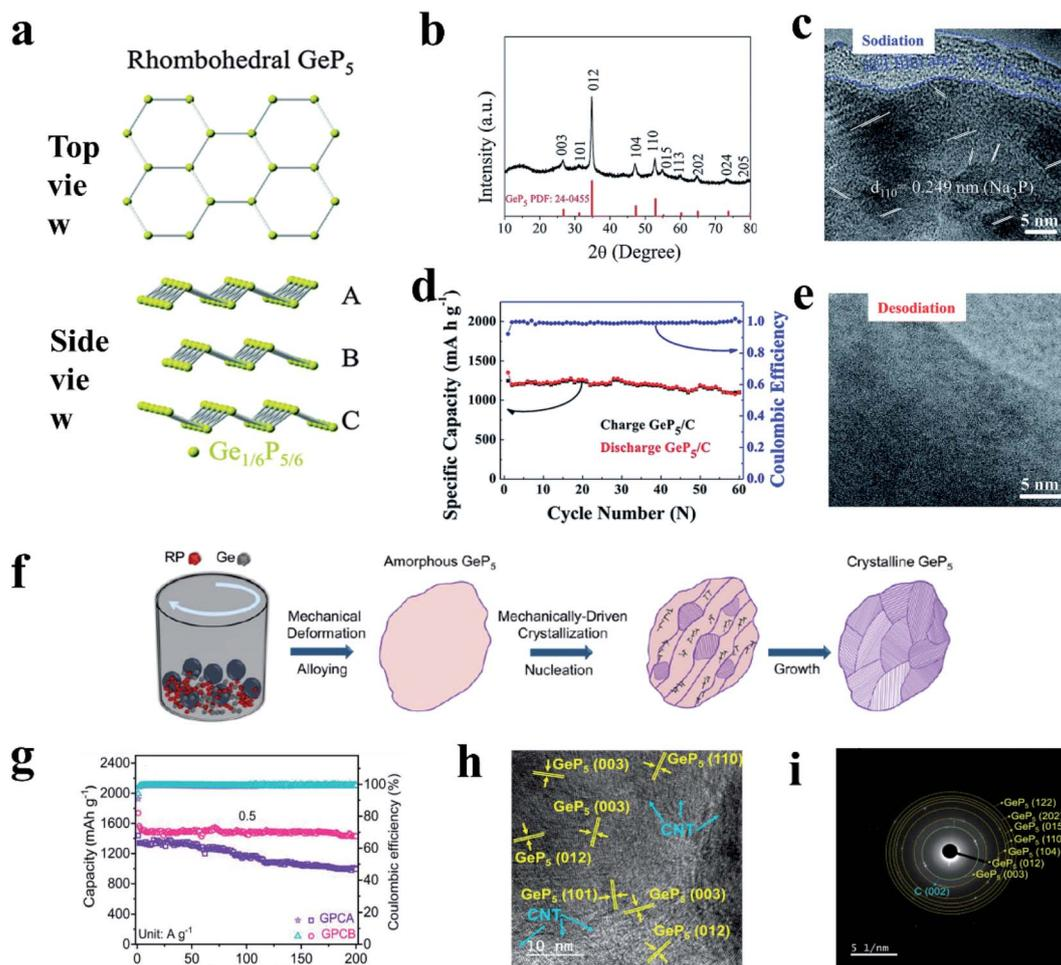 a
Rhombohedral GeP5
Top
vie
w
A
Side
vie
w
B
C
Ge1/6P5/6
b
Intensity (a.u.)
003
101
012
104
110
015
113
202
024
205
GeP5 PDF: 24-0455
10 20 30 40 50 60 70 80
2θ (Degree)
c
Sodiation
d110= 0.249 nm (Na3P)
5 nm
d
Specific Capacity (mA h g-1)
2000
1500
1250
1000
500
0
1.0
0.8
0.6
0.4
0.2
0.0
Coulombic Efficiency
Charge GeP5/C
Discharge GeP5/C
0 10 20 30 40 50 60
Cycle Number (N)
e
Desodiation
5 nm
f
RP Ge
Mechanical
Deformation
Alloying
Amorphous GeP5
Mechanically-Driven
Crystallization
Nucleation
Growth
Crystalline GeP5
g
Capacity (mAh g-1)
2400
2000
1600
1200
800
400
0
0.5
GPCA
GPCB
Unit: A g-1
0 50 100 150 200
100
80
60
40
20
0
Coulombic efficiency (%)
h
GeP5 (003)
GeP5 (110)
GeP5 (003)
CNT
GeP5 (012)
GeP5 (101)
GeP5 (003)
CNT
GeP5 (012)
10 nm
i
GeP5 (122)
GeP5 (202)
GeP5 (015)
GeP5 (110)
GeP5 (104)
GeP5 (012)
GeP5 (003)
C (002)
5 1/nm